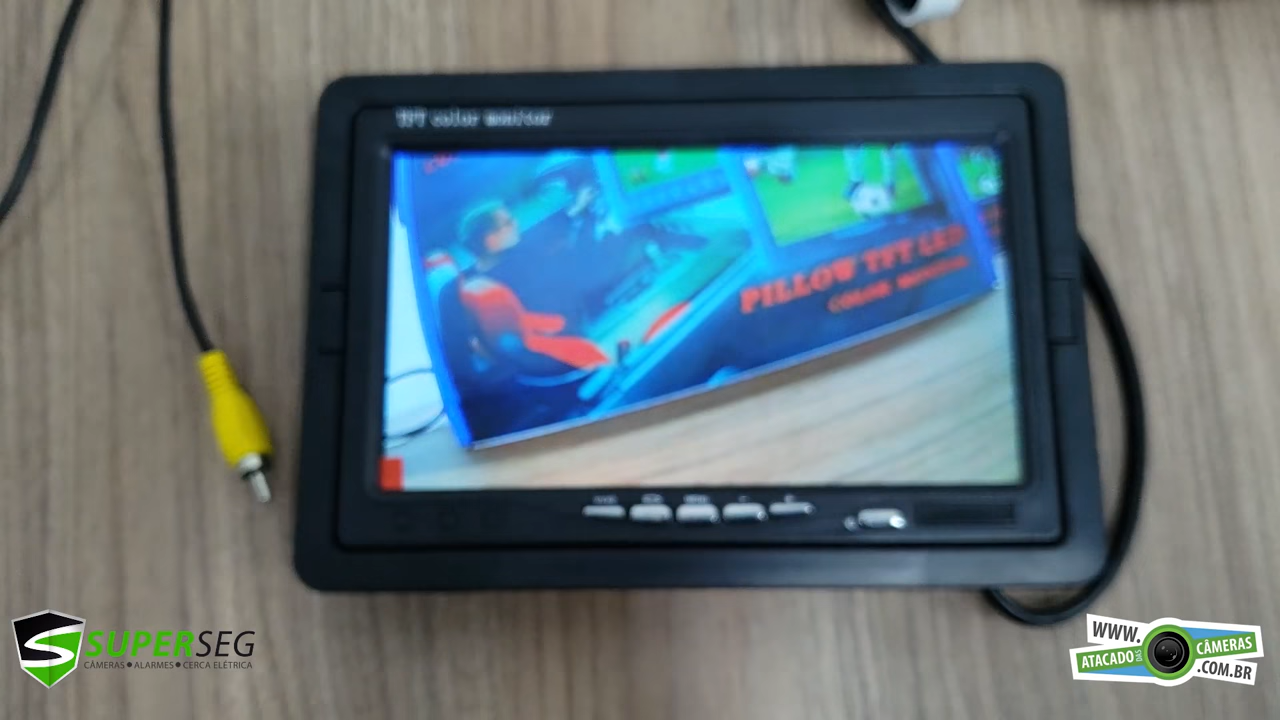 TFT color monitor
PILLOW TFT LED
COLOR MONITOR
SUPERSEG
CÂMERAS • ALARMES • CERCA ELÉTRICA
WWW.
ATACADO DAS CÂMERAS
.COM.BR